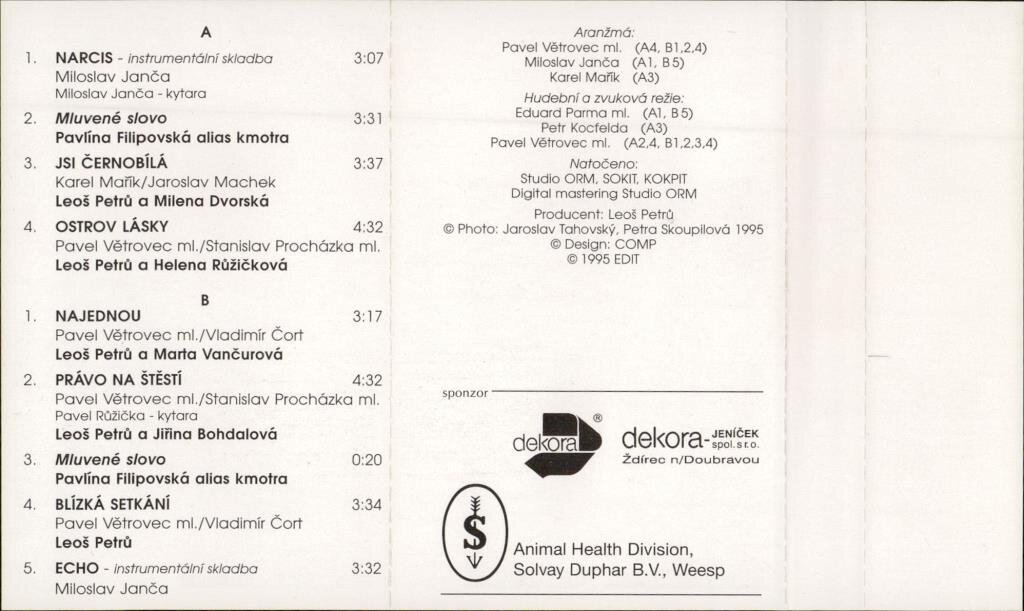 A
1. NARCIS - instrumentální skladba 3:07
Miloslav Janča
Miloslav Janča - kytara
2. Mluvené slovo 3:31
Pavlína Filipovská alias kmotra
3. JSI ČERNOBÍLÁ 3:37
Karel Mařík/Jaroslav Machek
Leoš Petrů a Milena Dvorská
4. OSTROV LÁSKY 4:32
Pavel Větrovec ml./Stanislav Procházka ml.
Leoš Petrů a Helena Růžičková
B
1. NAJEDNOU 3:17
Pavel Větrovec ml./Vladimír Čort
Leoš Petrů a Marta Vančurová
2. PRÁVO NA ŠTĚSTÍ 4:32
Pavel Větrovec ml./Stanislav Procházka ml.
Pavel Růžička - kytara
Leoš Petrů a Jiřina Bohdalová
3. Mluvené slovo 0:20
Pavlína Filipovská alias kmotra
4. BLÍZKÁ SETKÁNÍ 3:34
Pavel Větrovec ml./Vladimír Čort
Leoš Petrů
5. ECHO - instrumentální skladba 3:32
Miloslav Janča
Aranžmá:
Pavel Větrovec ml. (A4, B1,2,4)
Miloslav Janča (A1, B5)
Karel Mařík (A3)
Hudební a zvuková režie:
Eduard Parma ml. (A1, B5)
Petr Kocfelda (A3)
Pavel Větrovec ml. (A2,4, B1,2,3,4)
Natočeno:
Studio ORM, SOKIT, KOKPIT
Digital mastering Studio ORM
Producent: Leoš Petrů
© Photo: Jaroslav Tahovský, Petra Skoupilová 1995
© Design: COMP
© 1995 EDIT
sponzor
dekora ®
dekora-JENÍČEK
spol. s r.o.
Ždírec n/Doubravou
S
Animal Health Division,
Solvay Duphar B.V., Weesp